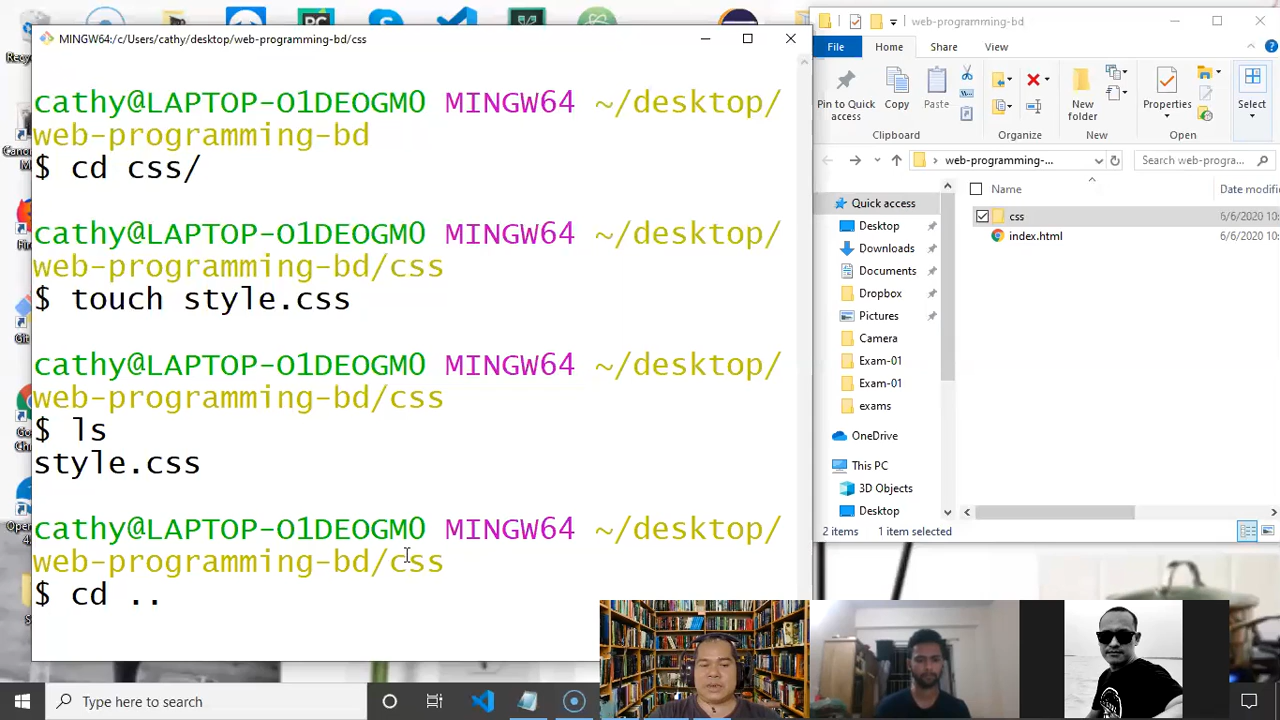 MINGW64:/c/Users/cathy/desktop/web-programming-bd/css
cathy@LAPTOP-O1DEOGM0 MINGW64 ~/desktop/
web-programming-bd
$ cd css/
cathy@LAPTOP-O1DEOGM0 MINGW64 ~/desktop/
web-programming-bd/css
$ touch style.css
cathy@LAPTOP-O1DEOGM0 MINGW64 ~/desktop/
web-programming-bd/css
$ ls
style.css
cathy@LAPTOP-O1DEOGM0 MINGW64 ~/desktop/
web-programming-bd/css
$ cd ..
web-programming-bd
File Home Share View
Pin to Quick
access
Copy
Paste
New
folder
Properties
Select
Clipboard Organize Open
web-programming-...
Search web-progra...
Name Date modifi
css 6/6/2020
index.html 6/6/2020
Quick access
Desktop
Downloads
Documents
Dropbox
Pictures
Camera
Exam-01
Exam-01
exams
OneDrive
This PC
3D Objects
Desktop
2 items 1 item selected
Type here to search